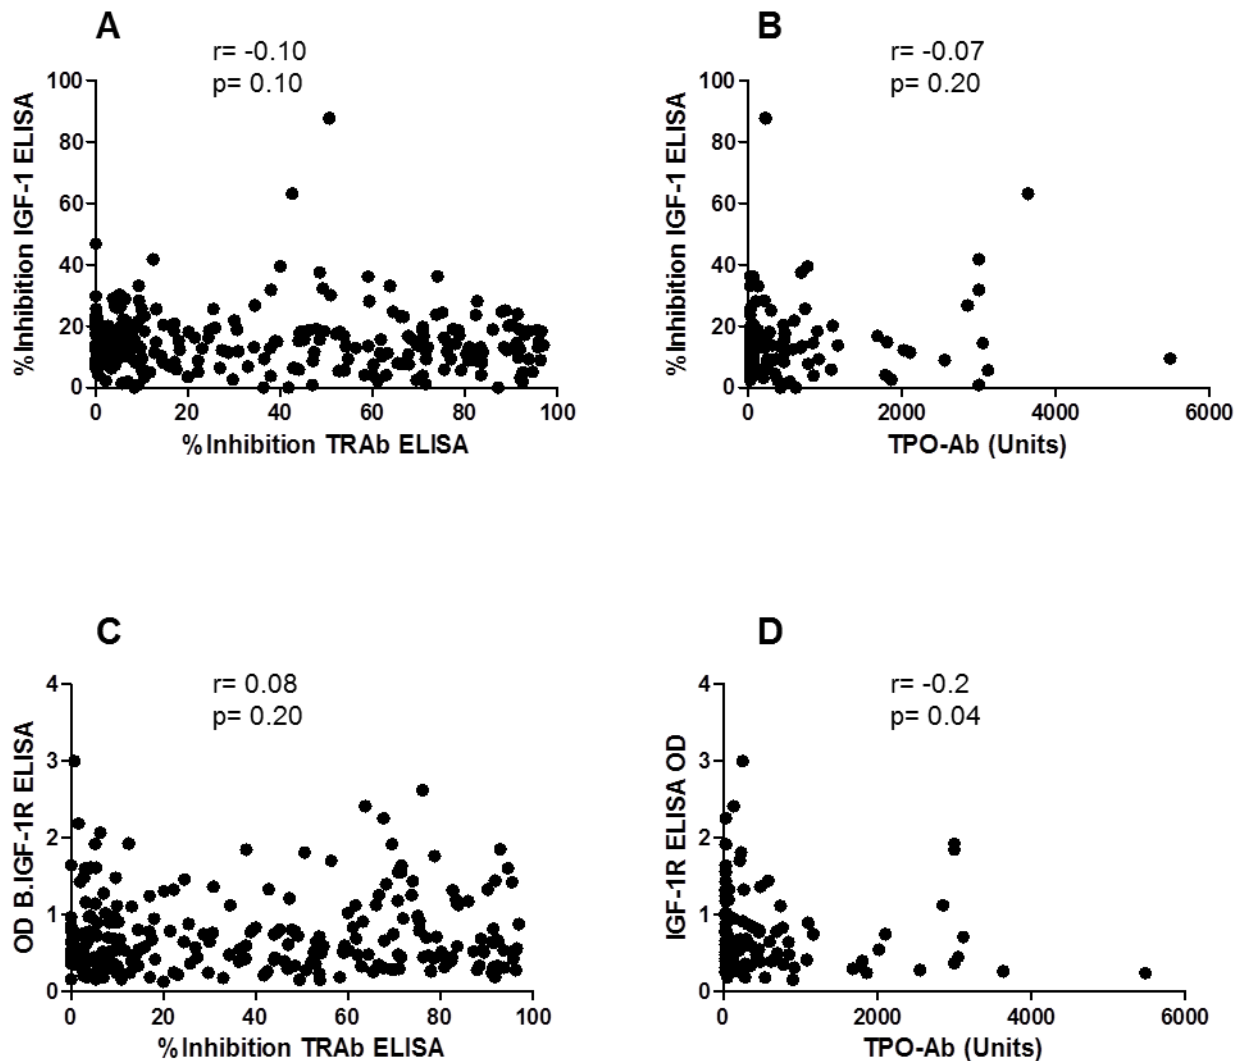 A
r= -0.10
p= 0.10
%Inhibition IGF-1 ELISA
100
80
60
40
20
0
0 20 40 60 80 100
%Inhibition TRAb ELISA
B
r= -0.07
p= 0.20
%Inhibition IGF-1 ELISA
100
80
60
40
20
0
0 2000 4000 6000
TPO-Ab (Units)
C
r= 0.08
p= 0.20
OD B.IGF-1R ELISA
4
3
2
1
0
0 20 40 60 80 100
%Inhibition TRAb ELISA
D
r= -0.2
p= 0.04
IGF-1R ELISA OD
4
3
2
1
0
0 2000 4000 6000
TPO-Ab (Units)